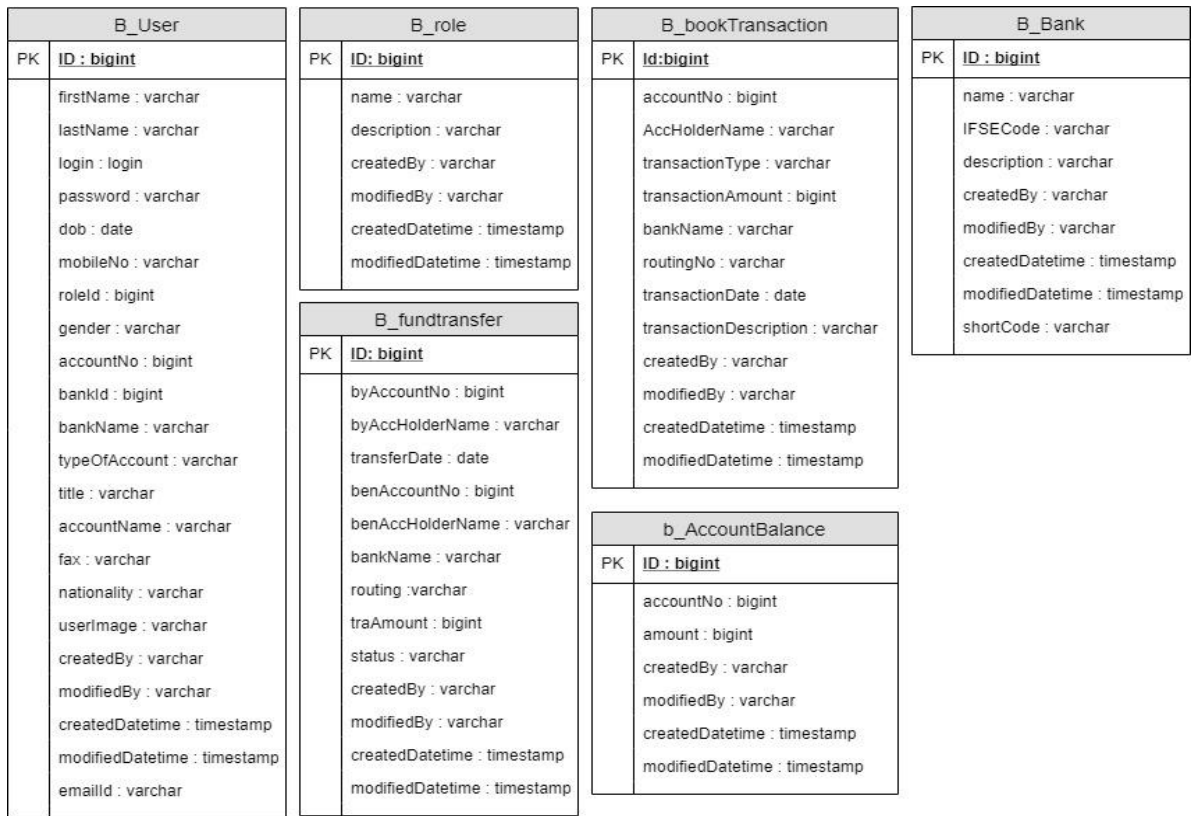 B_User
PK ID : bigint
firstName : varchar
lastName : varchar
login : login
password : varchar
dob : date
mobileNo : varchar
roleId : bigint
gender : varchar
accountNo : bigint
bankId : bigint
bankName : varchar
typeOfAccount : varchar
title : varchar
accountName : varchar
fax : varchar
nationality : varchar
userImage : varchar
createdBy : varchar
modifiedBy : varchar
createdDatetime : timestamp
modifiedDatetime : timestamp
emailId : varchar
B_role
PK ID: bigint
name : varchar
description : varchar
createdBy : varchar
modifiedBy : varchar
createdDatetime : timestamp
modifiedDatetime : timestamp
B_fundtransfer
PK ID: bigint
byAccountNo : bigint
byAccHolderName : varchar
transferDate : date
benAccountNo : bigint
benAccHolderName : varchar
bankName : varchar
routing :varchar
traAmount : bigint
status : varchar
createdBy : varchar
modifiedBy : varchar
createdDatetime : timestamp
modifiedDatetime : timestamp
B_bookTransaction
PK Id:bigint
accountNo : bigint
AccHolderName : varchar
transactionType : varchar
transactionAmount : bigint
bankName : varchar
routingNo : varchar
transactionDate : date
transactionDescription : varchar
createdBy : varchar
modifiedBy : varchar
createdDatetime : timestamp
modifiedDatetime : timestamp
b_AccountBalance
PK ID : bigint
accountNo : bigint
amount : bigint
createdBy : varchar
modifiedBy : varchar
createdDatetime : timestamp
modifiedDatetime : timestamp
B_Bank
PK ID : bigint
name : varchar
IFSECode : varchar
description : varchar
createdBy : varchar
modifiedBy : varchar
createdDatetime : timestamp
modifiedDatetime : timestamp
shortCode : varchar